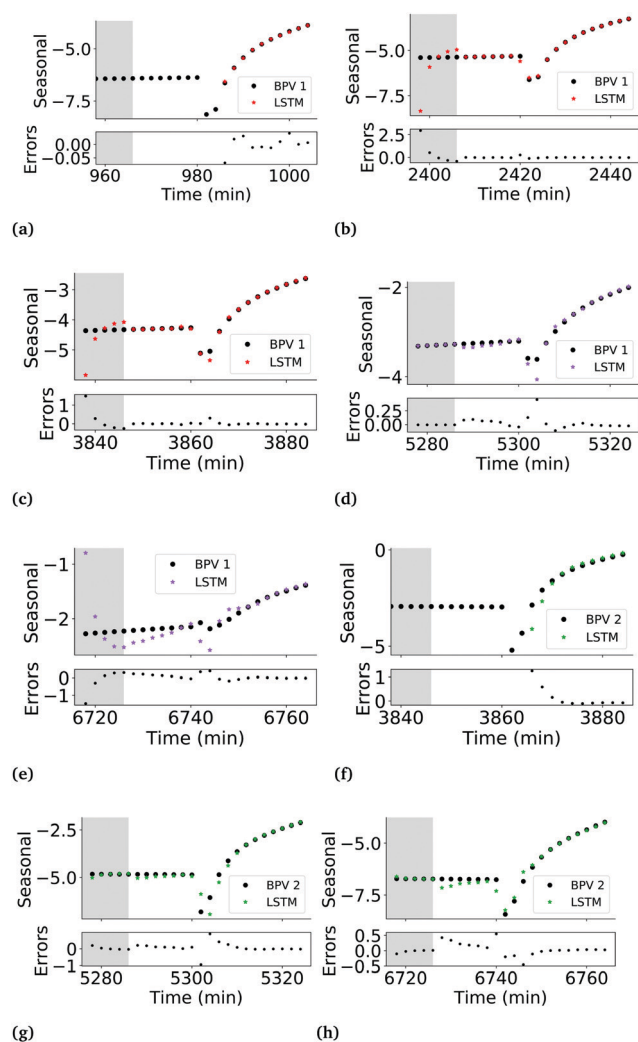 Seasonal
−5.0
−7.5
BPV 1
LSTM
Errors
0.00
−0.05
960
980
1000
Time (min)
(a)
Seasonal
−5.0
−7.5
BPV 1
LSTM
Errors
2.5
0.0
2400
2420
2440
Time (min)
(b)
Seasonal
−3
−4
−5
BPV 1
LSTM
Errors
1
0
3840
3860
3880
Time (min)
(c)
Seasonal
−2
−4
BPV 1
LSTM
Errors
0.25
0.00
5280
5300
5320
Time (min)
(d)
Seasonal
−1
−2
BPV 1
LSTM
Errors
0
−1
6720
6740
6760
Time (min)
(e)
Seasonal
0
−5
BPV 2
LSTM
Errors
1
0
3840
3860
3880
Time (min)
(f)
Seasonal
−2.5
−5.0
BPV 2
LSTM
Errors
0
−1
5280
5300
5320
Time (min)
(g)
Seasonal
−5.0
−7.5
BPV 2
LSTM
Errors
0.5
0.0
−0.5
6720
6740
6760
Time (min)
(h)